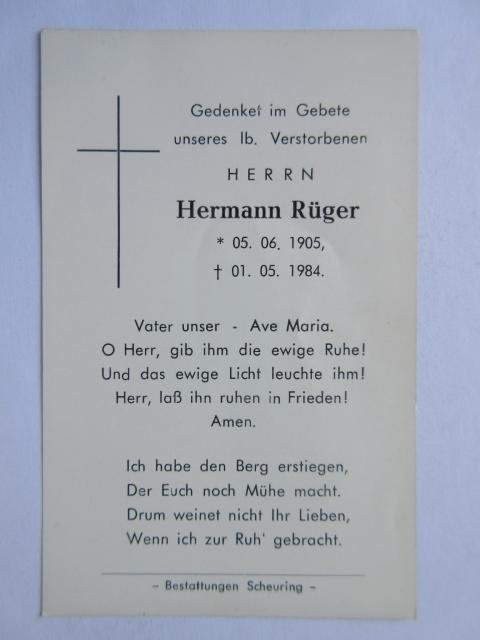 Gedenket im Gebete
unseres lb. Verstorbenen
HERRN
Hermann Rüger
* 05. 06. 1905,
† 01. 05. 1984.
Vater unser - Ave Maria.
O Herr, gib ihm die ewige Ruhe!
Und das ewige Licht leuchte ihm!
Herr, laß ihn ruhen in Frieden!
Amen.
Ich habe den Berg erstiegen,
Der Euch noch Mühe macht.
Drum weinet nicht Ihr Lieben,
Wenn ich zur Ruh' gebracht.
- Bestattungen Scheuring -